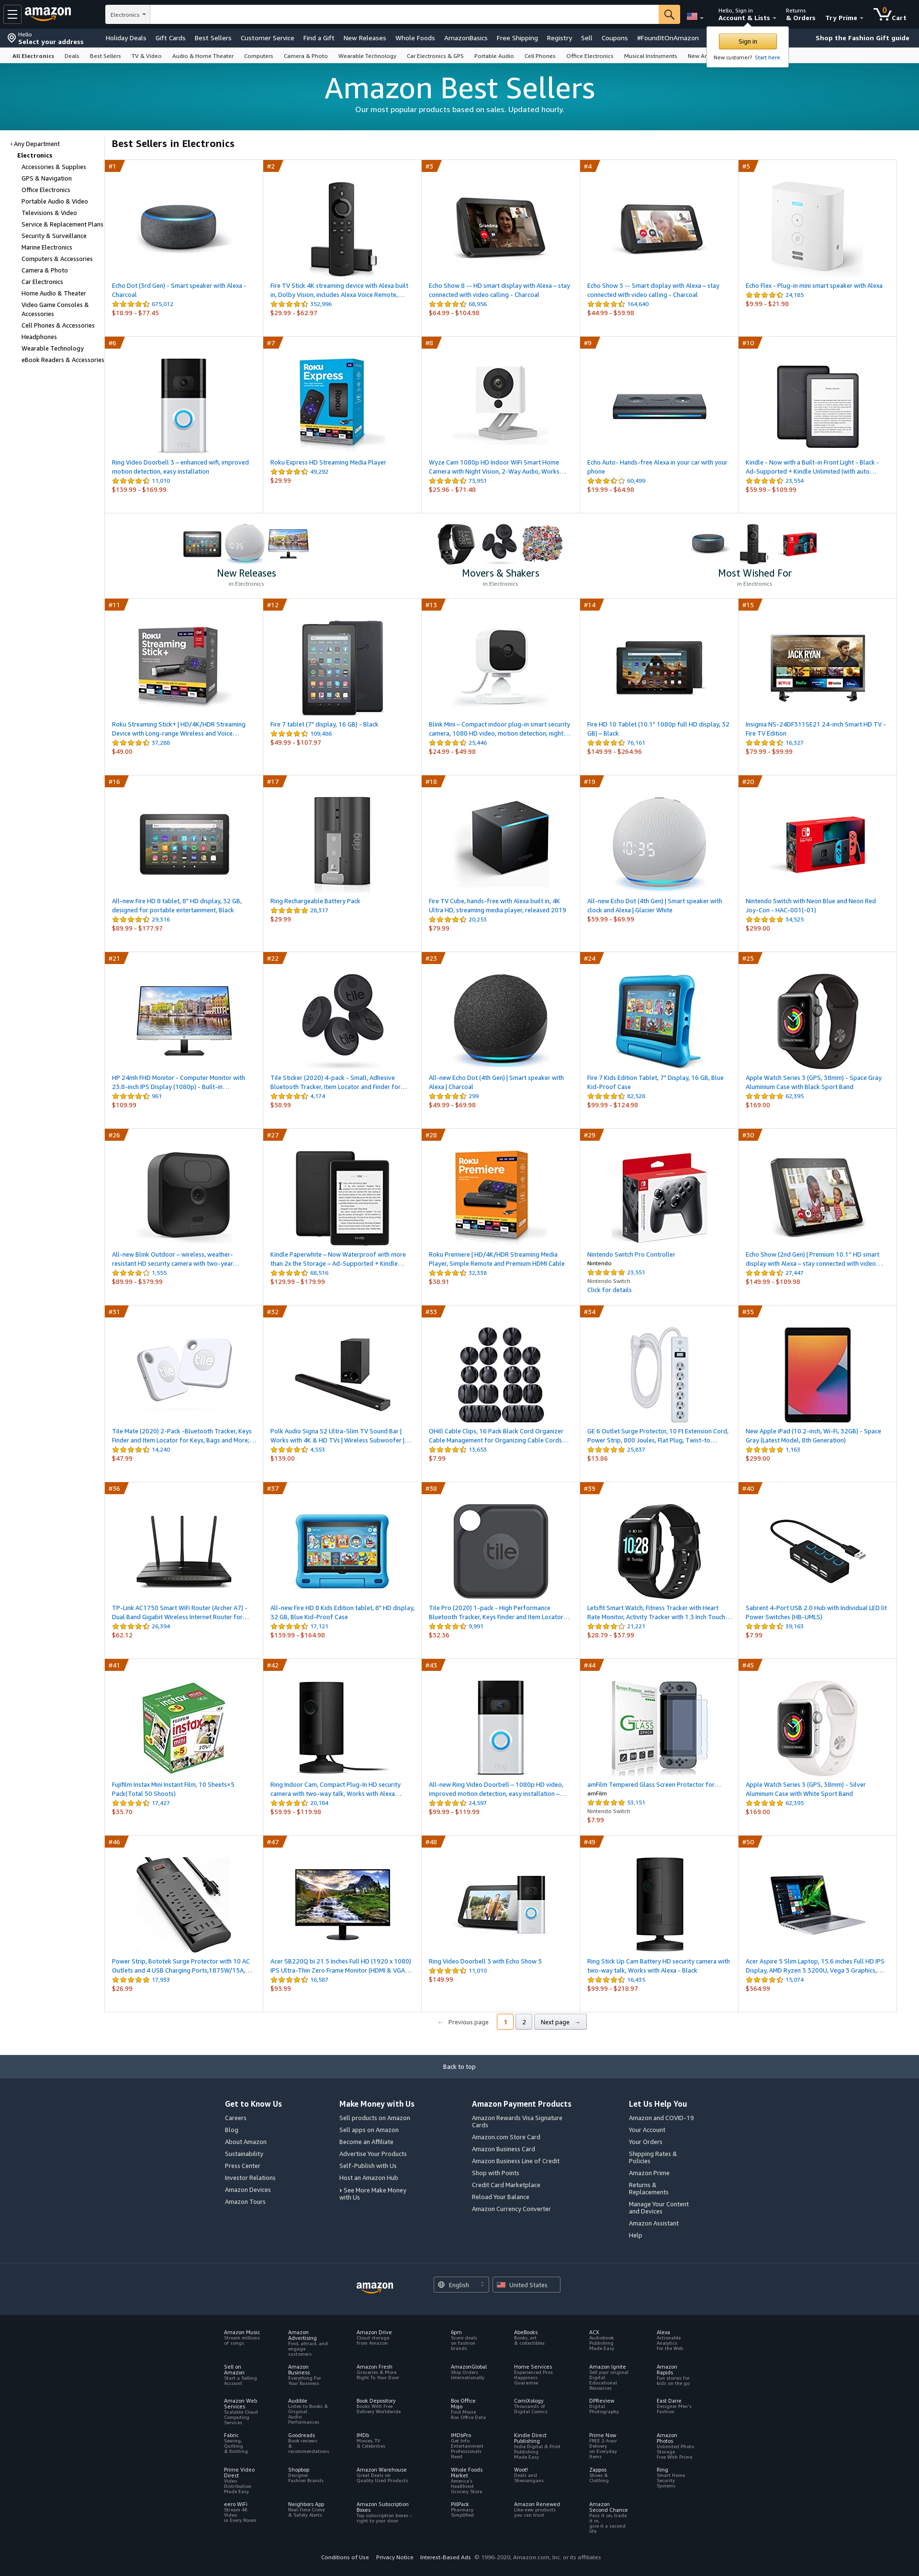 amazon
Electronics
Hello, Sign in
Account & Lists
Returns
& Orders
Try Prime
0
Cart
Hello
Select your address
Holiday Deals
Gift Cards
Best Sellers
Customer Service
Find a Gift
New Releases
Whole Foods
AmazonBasics
Free Shipping
Registry
Sell
Coupons
#FoundItOnAmazon
Shop the Fashion Gift guide
Sign in
New customer? Start here.
All Electronics
Deals
Best Sellers
TV & Video
Audio & Home Theater
Computers
Camera & Photo
Wearable Technology
Car Electronics & GPS
Portable Audio
Cell Phones
Office Electronics
Musical Instruments
Amazon Best Sellers
Our most popular products based on sales. Updated hourly.
‹ Any Department
Electronics
Accessories & Supplies
GPS & Navigation
Office Electronics
Portable Audio & Video
Televisions & Video
Service & Replacement Plans
Security & Surveillance
Marine Electronics
Computers & Accessories
Camera & Photo
Car Electronics
Home Audio & Theater
Video Game Consoles &
Accessories
Cell Phones & Accessories
Headphones
Wearable Technology
eBook Readers & Accessories
Best Sellers in Electronics
#1
Echo Dot (3rd Gen) - Smart speaker with Alexa -
Charcoal
675,012
$18.99 - $77.45
#2
Fire TV Stick 4K streaming device with Alexa built
in, Dolby Vision, includes Alexa Voice Remote,…
352,996
$29.99 - $62.97
#3
Echo Show 8 -- HD smart display with Alexa – stay
connected with video calling - Charcoal
68,956
$64.99 - $104.98
#4
Echo Show 5 -- Smart display with Alexa – stay
connected with video calling - Charcoal
164,640
$44.99 - $59.98
#5
Echo Flex - Plug-in mini smart speaker with Alexa
24,185
$9.99 - $21.98
#6
Ring Video Doorbell 3 – enhanced wifi, improved
motion detection, easy installation
11,010
$139.99 - $169.99
#7
Roku
Express
Roku Express HD Streaming Media Player
49,292
$29.99
#8
Wyze Cam 1080p HD Indoor WiFi Smart Home
Camera with Night Vision, 2-Way Audio, Works…
73,951
$25.96 - $71.48
#9
Echo Auto- Hands-free Alexa in your car with your
phone
60,499
$19.99 - $64.98
#10
Kindle - Now with a Built-in Front Light - Black -
Ad-Supported + Kindle Unlimited (with auto…
23,554
$59.99 - $109.99
New Releases
in Electronics
Movers & Shakers
in Electronics
Most Wished For
in Electronics
#11
Roku
Streaming
Stick+
Roku Streaming Stick+ | HD/4K/HDR Streaming
Device with Long-range Wireless and Voice…
37,288
$49.00
#12
Fire 7 tablet (7" display, 16 GB) - Black
109,486
$49.99 - $107.97
#13
Blink Mini – Compact indoor plug-in smart security
camera, 1080 HD video, motion detection, night…
25,446
$24.99 - $49.98
#14
Fire HD 10 Tablet (10.1" 1080p full HD display, 32
GB) – Black
76,161
$149.99 - $264.96
#15
JACK RYAN
Insignia NS-24DF311SE21 24-inch Smart HD TV -
Fire TV Edition
16,327
$79.99 - $99.99
#16
All-new Fire HD 8 tablet, 8" HD display, 32 GB,
designed for portable entertainment, Black
29,316
$89.99 - $177.97
#17
ring
Ring Rechargeable Battery Pack
28,317
$29.99
#18
Fire TV Cube, hands-free with Alexa built in, 4K
Ultra HD, streaming media player, released 2019
20,253
$79.99
#19
10:35
All-new Echo Dot (4th Gen) | Smart speaker with
clock and Alexa | Glacier White
$59.99 - $69.99
#20
Nintendo Switch with Neon Blue and Neon Red
Joy-Con - HAC-001(-01)
34,525
$299.00
#21
HP 24mh FHD Monitor - Computer Monitor with
23.8-inch IPS Display (1080p) - Built-in…
961
$109.99
#22
tile
Tile Sticker (2020) 4-pack - Small, Adhesive
Bluetooth Tracker, Item Locator and Finder for…
4,174
$58.99
#23
All-new Echo Dot (4th Gen) | Smart speaker with
Alexa | Charcoal
299
$49.99 - $69.98
#24
Fire 7 Kids Edition Tablet, 7" Display, 16 GB, Blue
Kid-Proof Case
82,528
$99.99 - $124.98
#25
Apple Watch Series 3 (GPS, 38mm) - Space Gray
Aluminium Case with Black Sport Band
62,395
$169.00
#26
All-new Blink Outdoor – wireless, weather-
resistant HD security camera with two-year…
1,555
$89.99 - $379.99
#27
Kindle Paperwhite – Now Waterproof with more
than 2x the Storage – Ad-Supported + Kindle…
68,516
$129.99 - $179.99
#28
Roku
Premiere
Roku Premiere | HD/4K/HDR Streaming Media
Player, Simple Remote and Premium HDMI Cable
32,338
$38.91
#29
Nintendo Switch Pro Controller
Nintendo
23,551
Nintendo Switch
Click for details
#30
Echo Show (2nd Gen) | Premium 10.1" HD smart
display with Alexa – stay connected with video…
27,447
$149.99 - $189.98
#31
tile
tile
Tile Mate (2020) 2-Pack -Bluetooth Tracker, Keys
Finder and Item Locator for Keys, Bags and More;…
14,240
$47.99
#32
Polk Audio Signa S2 Ultra-Slim TV Sound Bar |
Works with 4K & HD TVs | Wireless Subwoofer |…
4,553
$139.00
#33
OHill Cable Clips, 16 Pack Black Cord Organizer
Cable Management for Organizing Cable Cords…
13,653
$7.99
#34
GE 6 Outlet Surge Protector, 10 Ft Extension Cord,
Power Strip, 800 Joules, Flat Plug, Twist-to…
25,837
$13.86
#35
New Apple iPad (10.2-inch, Wi-Fi, 32GB) - Space
Gray (Latest Model, 8th Generation)
1,163
$299.00
#36
TP-Link AC1750 Smart WiFi Router (Archer A7) -
Dual Band Gigabit Wireless Internet Router for…
26,394
$62.12
#37
All-new Fire HD 8 Kids Edition tablet, 8" HD display,
32 GB, Blue Kid-Proof Case
17,121
$139.99 - $164.98
#38
tile
Tile Pro (2020) 1-pack - High Performance
Bluetooth Tracker, Keys Finder and Item Locator…
9,991
$32.36
#39
Letsfit Smart Watch, Fitness Tracker with Heart
Rate Monitor, Activity Tracker with 1.3 Inch Touch…
21,221
$28.79 - $37.99
#40
Sabrent 4-Port USB 2.0 Hub with Individual LED lit
Power Switches (HB-UMLS)
39,163
$7.99
#41
instax
instax
Fujifilm Instax Mini Instant Film, 10 Sheets×5
Pack(Total 50 Shoots)
17,427
$35.70
#42
Ring Indoor Cam, Compact Plug-In HD security
camera with two-way talk, Works with Alexa…
20,184
$59.99 - $119.98
#43
All-new Ring Video Doorbell – 1080p HD video,
improved motion detection, easy installation –…
24,597
$99.99 - $119.99
#44
GLASS
amFilm Tempered Glass Screen Protector for…
amFilm
53,151
Nintendo Switch
$7.99
#45
Apple Watch Series 3 (GPS, 38mm) - Silver
Aluminum Case with White Sport Band
62,395
$169.00
#46
Power Strip, Bototek Surge Protector with 10 AC
Outlets and 4 USB Charging Ports,1875W/15A,…
17,933
$26.99
#47
Acer SB220Q bi 21.5 Inches Full HD (1920 x 1080)
IPS Ultra-Thin Zero Frame Monitor (HDMI & VGA…
16,587
$93.99
#48
Ring Video Doorbell 3 with Echo Show 5
11,010
$149.99
#49
Ring Stick Up Cam Battery HD security camera with
two-way talk, Works with Alexa - Black
16,435
$99.99 - $218.97
#50
Acer Aspire 5 Slim Laptop, 15.6 inches Full HD IPS
Display, AMD Ryzen 3 3200U, Vega 3 Graphics,…
15,074
$364.99
← Previous page
1
2
Next page →
Back to top
Get to Know Us
Careers
Blog
About Amazon
Sustainability
Press Center
Investor Relations
Amazon Devices
Amazon Tours
Make Money with Us
Sell products on Amazon
Sell apps on Amazon
Become an Affiliate
Advertise Your Products
Self-Publish with Us
Host an Amazon Hub
› See More Make Money
with Us
Amazon Payment Products
Amazon Rewards Visa Signature
Cards
Amazon.com Store Card
Amazon Business Card
Amazon Business Line of Credit
Shop with Points
Credit Card Marketplace
Reload Your Balance
Amazon Currency Converter
Let Us Help You
Amazon and COVID-19
Your Account
Your Orders
Shipping Rates &
Policies
Amazon Prime
Returns &
Replacements
Manage Your Content
and Devices
Amazon Assistant
Help
amazon
English
United States
Amazon Music
Stream millions
of songs
Amazon
Advertising
Find, attract, and
engage
customers
Amazon Drive
Cloud storage
from Amazon
6pm
Score deals
on fashion
brands
AbeBooks
Books, art
& collectibles
ACX
Audiobook
Publishing
Made Easy
Alexa
Actionable
Analytics
for the Web
Sell on
Amazon
Start a Selling
Account
Amazon
Business
Everything For
Your Business
Amazon Fresh
Groceries & More
Right To Your Door
AmazonGlobal
Ship Orders
Internationally
Home Services
Experienced Pros
Happiness
Guarantee
Amazon Ignite
Sell your original
Digital
Educational
Resources
Amazon
Rapids
Fun stories for
kids on the go
Amazon Web
Services
Scalable Cloud
Computing
Services
Audible
Listen to Books &
Original
Audio
Performances
Book Depository
Books With Free
Delivery Worldwide
Box Office
Mojo
Find Movie
Box Office Data
ComiXology
Thousands of
Digital Comics
DPReview
Digital
Photography
East Dane
Designer Men's
Fashion
Fabric
Sewing,
Quilting
& Knitting
Goodreads
Book reviews
&
recommendations
IMDb
Movies, TV
& Celebrities
IMDbPro
Get Info
Entertainment
Professionals
Need
Kindle Direct
Publishing
Indie Digital & Print
Publishing
Made Easy
Prime Now
FREE 2-hour
Delivery
on Everyday
Items
Amazon
Photos
Unlimited Photo
Storage
Free With Prime
Prime Video
Direct
Video
Distribution
Made Easy
Shopbop
Designer
Fashion Brands
Amazon Warehouse
Great Deals on
Quality Used Products
Whole Foods
Market
America's
Healthiest
Grocery Store
Woot!
Deals and
Shenanigans
Zappos
Shoes &
Clothing
Ring
Smart Home
Security
Systems
eero WiFi
Stream 4K
Video
in Every Room
Neighbors App
Real-Time Crime
& Safety Alerts
Amazon Subscription
Boxes
Top subscription boxes –
right to your door
PillPack
Pharmacy
Simplified
Amazon Renewed
Like-new products
you can trust
Amazon
Second Chance
Pass it on, trade
it in,
give it a second
life
Conditions of Use
Privacy Notice
Interest-Based Ads
© 1996-2020, Amazon.com, Inc. or its affiliates